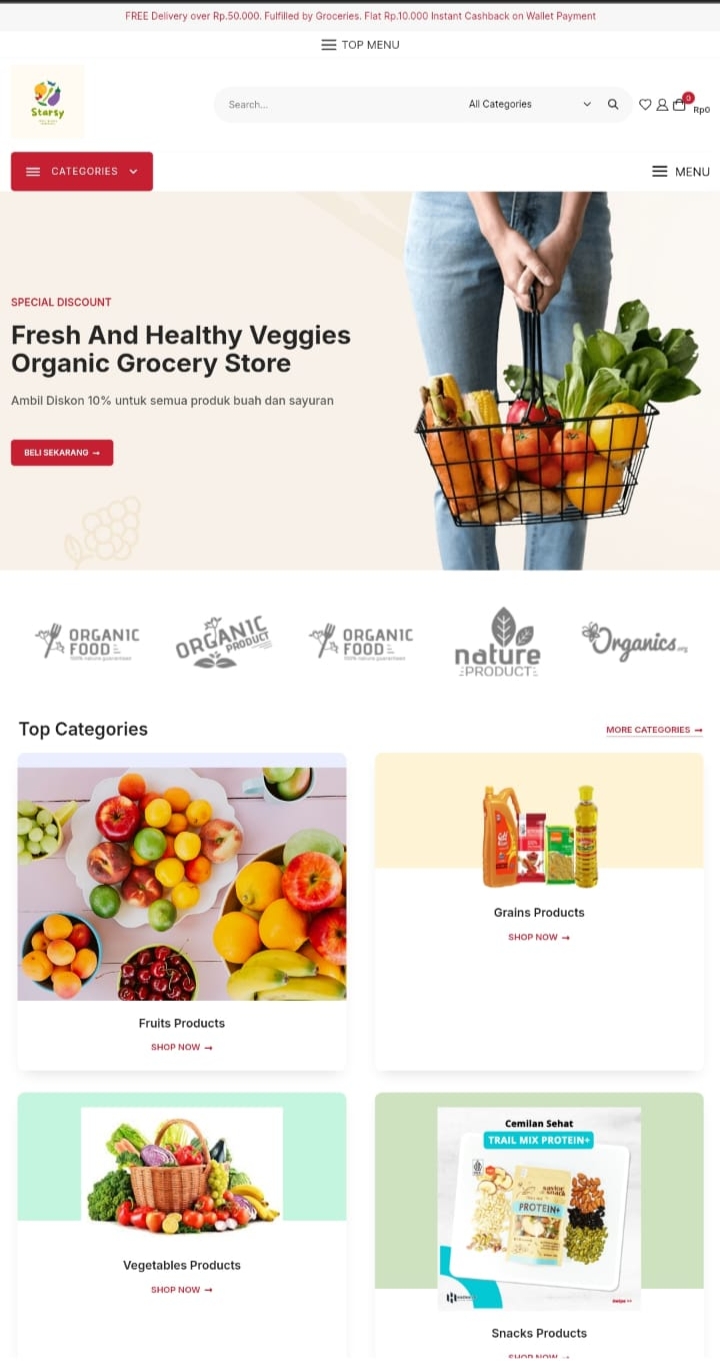 FREE Delivery over Rp.50.000. Fulfilled by Groceries. Flat Rp.10.000 Instant Cashback on Wallet Payment
TOP MENU
Starsy
Search...
All Categories
0
Rp0
CATEGORIES
MENU
SPECIAL DISCOUNT
Fresh And Healthy Veggies
Organic Grocery Store
Ambil Diskon 10% untuk semua produk buah dan sayuran
BELI SEKARANG →
ORGANIC
FOOD
100% nature guaranteed
ORGANIC
PRODUCT
ORGANIC
FOOD
100% nature guaranteed
nature
PRODUCT
Organics.org
Top Categories
MORE CATEGORIES →
Fruits Products
SHOP NOW →
Grains Products
SHOP NOW →
Vegetables Products
SHOP NOW →
Cemilan Sehat
TRAIL MIX PROTEIN+
PROTEIN+
Snacks Products
SHOP NOW →